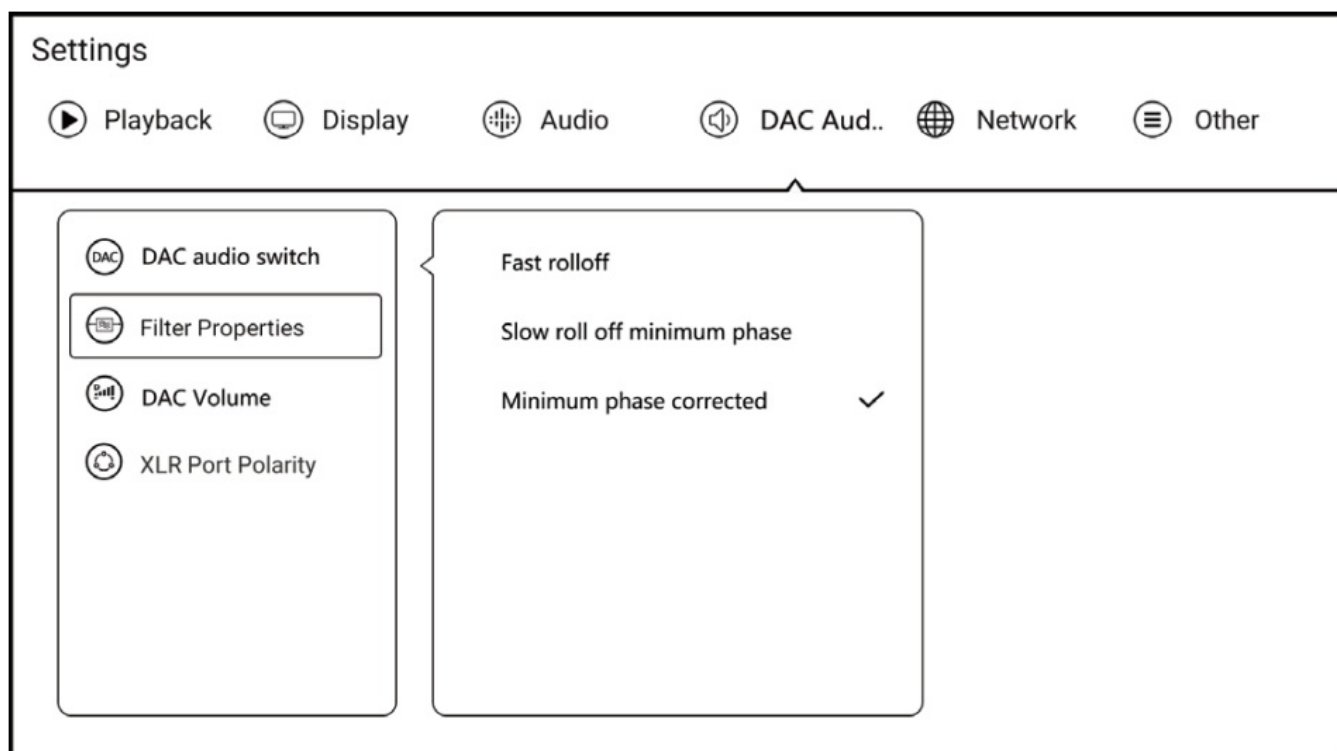 Settings
Playback Display Audio DAC Aud.. Network Other
DAC
DAC audio switch
Filter Properties
DAC Volume
XLR Port Polarity
Fast rolloff
Slow roll off minimum phase
Minimum phase corrected